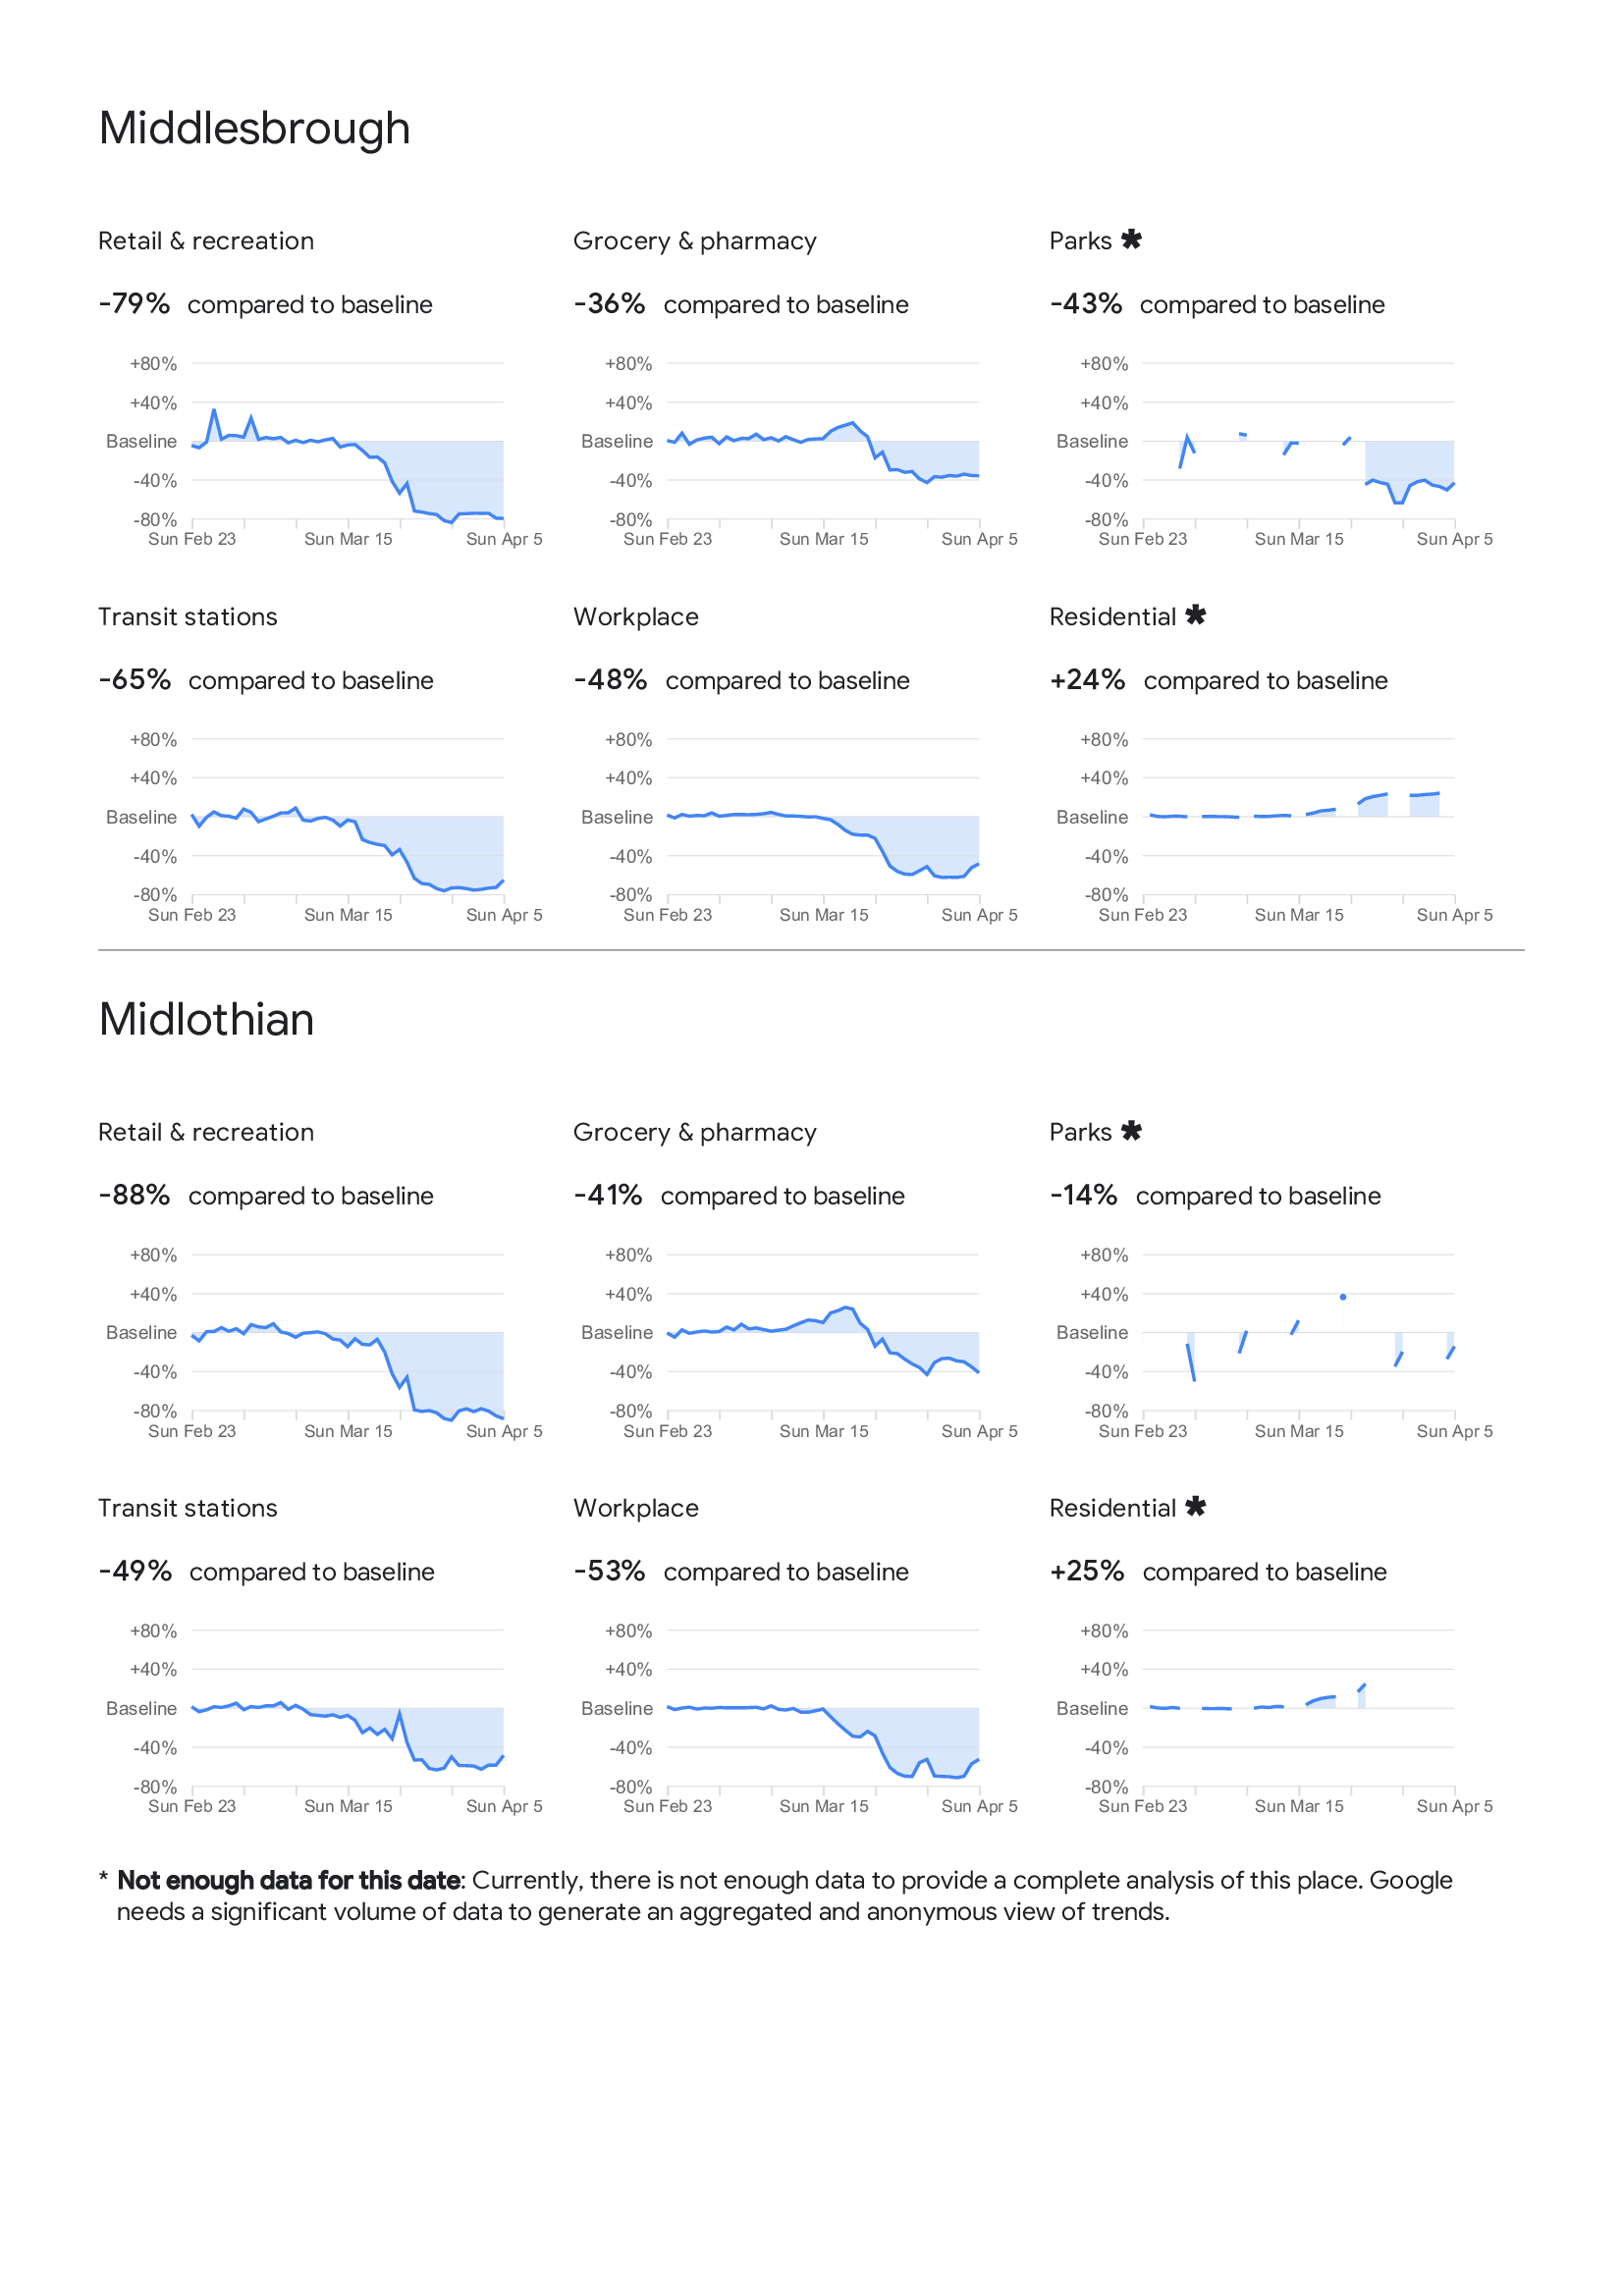 Middlesbrough
Retail & recreation
-79% compared to baseline
+80%
+40%
Baseline
-40%
-80%
Sun Feb 23 Sun Mar 15 Sun Apr 5
Grocery & pharmacy
-36% compared to baseline
+80%
+40%
Baseline
-40%
-80%
Sun Feb 23 Sun Mar 15 Sun Apr 5
Parks *
-43% compared to baseline
+80%
+40%
Baseline
-40%
-80%
Sun Feb 23 Sun Mar 15 Sun Apr 5
Transit stations
-65% compared to baseline
+80%
+40%
Baseline
-40%
-80%
Sun Feb 23 Sun Mar 15 Sun Apr 5
Workplace
-48% compared to baseline
+80%
+40%
Baseline
-40%
-80%
Sun Feb 23 Sun Mar 15 Sun Apr 5
Residential *
+24% compared to baseline
+80%
+40%
Baseline
-40%
-80%
Sun Feb 23 Sun Mar 15 Sun Apr 5
Midlothian
Retail & recreation
-88% compared to baseline
+80%
+40%
Baseline
-40%
-80%
Sun Feb 23 Sun Mar 15 Sun Apr 5
Grocery & pharmacy
-41% compared to baseline
+80%
+40%
Baseline
-40%
-80%
Sun Feb 23 Sun Mar 15 Sun Apr 5
Parks *
-14% compared to baseline
+80%
+40%
Baseline
-40%
-80%
Sun Feb 23 Sun Mar 15 Sun Apr 5
Transit stations
-49% compared to baseline
+80%
+40%
Baseline
-40%
-80%
Sun Feb 23 Sun Mar 15 Sun Apr 5
Workplace
-53% compared to baseline
+80%
+40%
Baseline
-40%
-80%
Sun Feb 23 Sun Mar 15 Sun Apr 5
Residential *
+25% compared to baseline
+80%
+40%
Baseline
-40%
-80%
Sun Feb 23 Sun Mar 15 Sun Apr 5
* Not enough data for this date: Currently, there is not enough data to provide a complete analysis of this place. Google
needs a significant volume of data to generate an aggregated and anonymous view of trends.